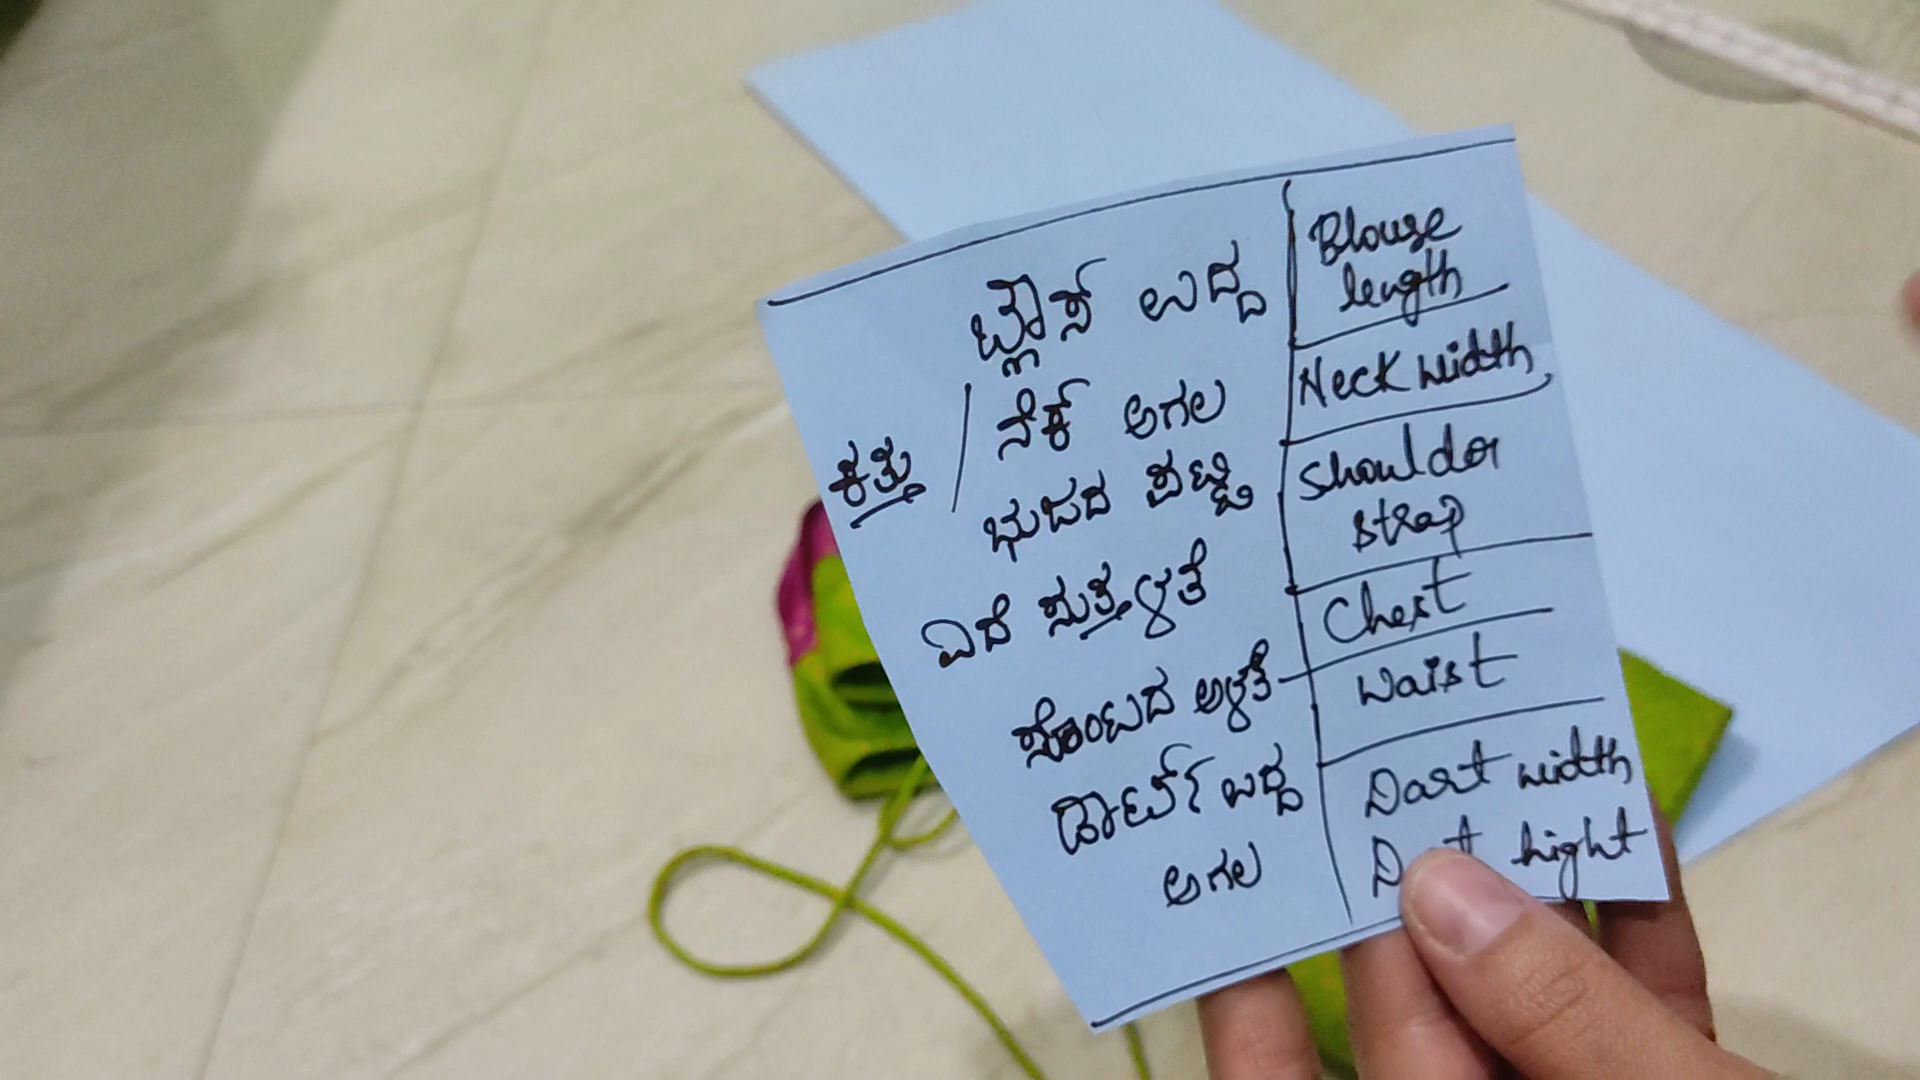 ಬ್ಲೌಸ್ ಉದ್ದ
Blouse
length
ಕತ್ತು / ನೆಕ್ ಅಗಲ
Neck width
ಭುಜದ ಪಟ್ಟಿ
Shoulder
strap
ಎದೆ ಸುತ್ತಳತೆ
Chest
ಸೊಂಟದ ಅಳತೆ
Waist
ಡಾರ್ಟ್ ಉದ್ದ
ಅಗಲ
Dart width
hight